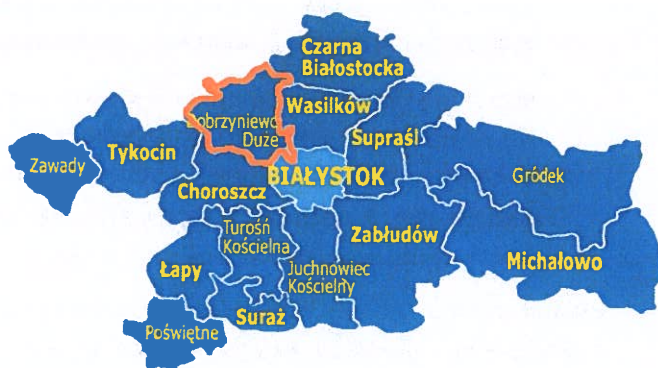 Czarna
Białostocka
Wasilków
Dobrzyniewo
Duże
Supraśl
Zawady
Tykocin
BIAŁYSTOK
Gródek
Choroszcz
Turośń
Kościelna
Zabłudów
Michałowo
Łapy
Juchnowiec
Kościelny
Suraż
Poświętne